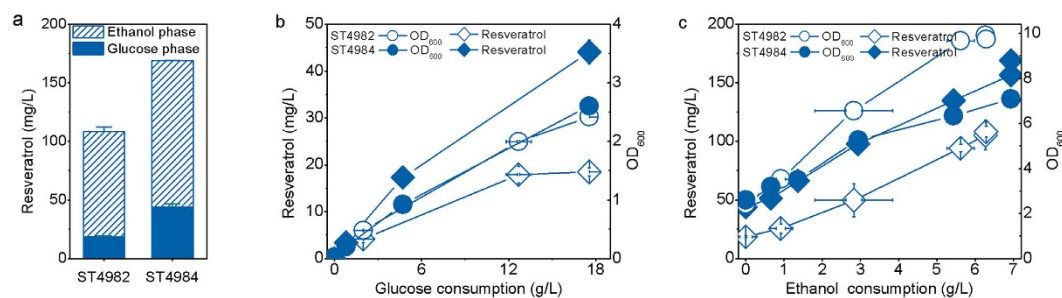 a
Resveratrol (mg/L)
200
150
100
50
0
Ethanol phase
Glucose phase
ST4982 ST4984
b
Resveratrol (mg/L)
50
40
30
20
10
0
ST4982 OD600 Resveratrol
ST4984 OD600 Resveratrol
0 6 12 18
Glucose consumption (g/L)
4
3
2
1
0
OD600
c
Resveratrol (mg/L)
200
150
100
50
0
ST4982 OD600 Resveratrol
ST4984 OD600 Resveratrol
0 1 2 3 4 5 6 7
Ethanol consumption (g/L)
10
8
6
4
2
0
OD600